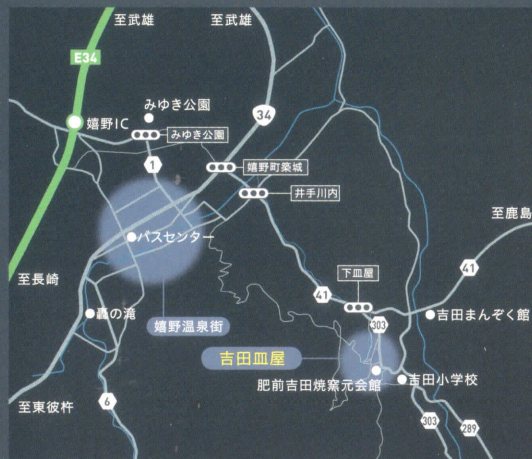 至武雄
至武雄
E34
みゆき公園
嬉野IC
みゆき公園
34
1
嬉野町築城
井手川内
バスセンター
至鹿島
下皿屋
41
至長崎
41
303
吉田まんぞく館
轟の滝
嬉野温泉街
吉田皿屋
肥前吉田焼窯元会館
吉田小学校
至東彼杵
6
303
289